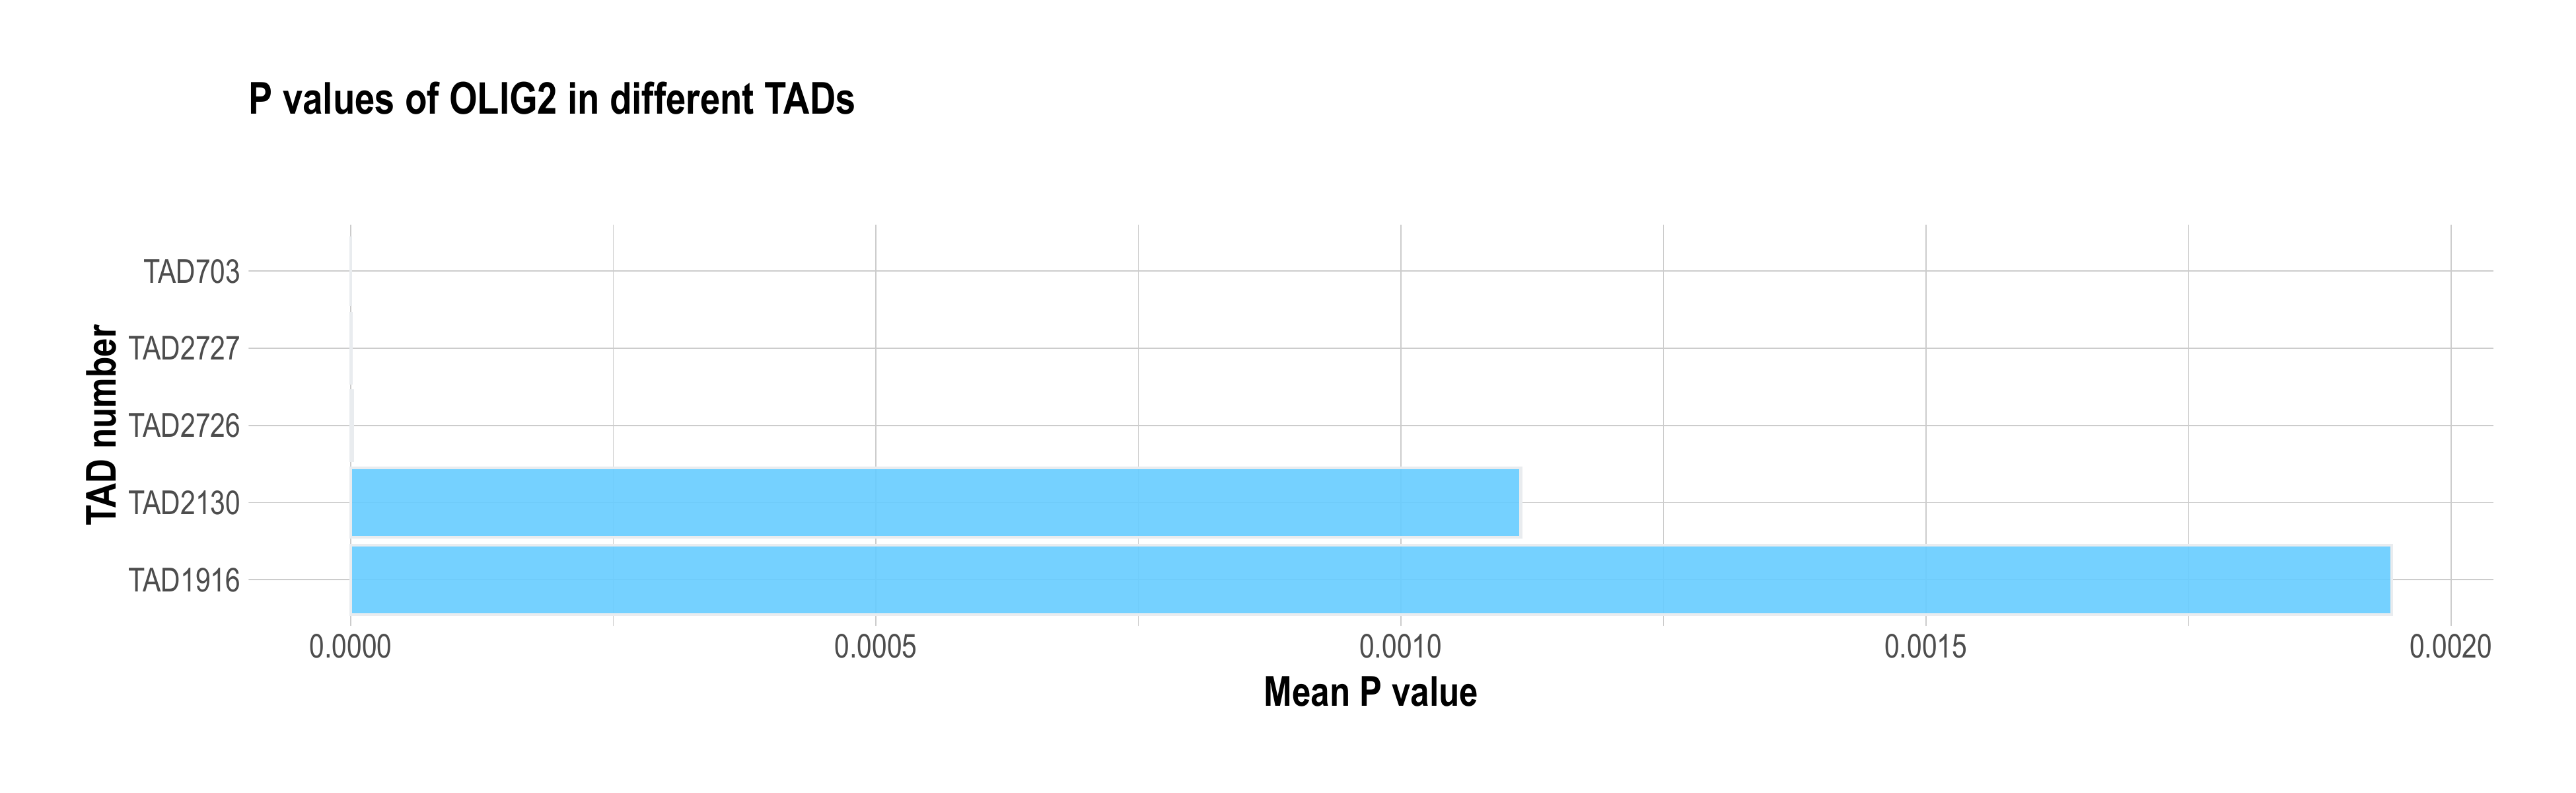 P values of OLIG2 in different TADs
TAD number
TAD703
TAD2727
TAD2726
TAD2130
TAD1916
0.0000 0.0005 0.0010 0.0015 0.0020
Mean P value